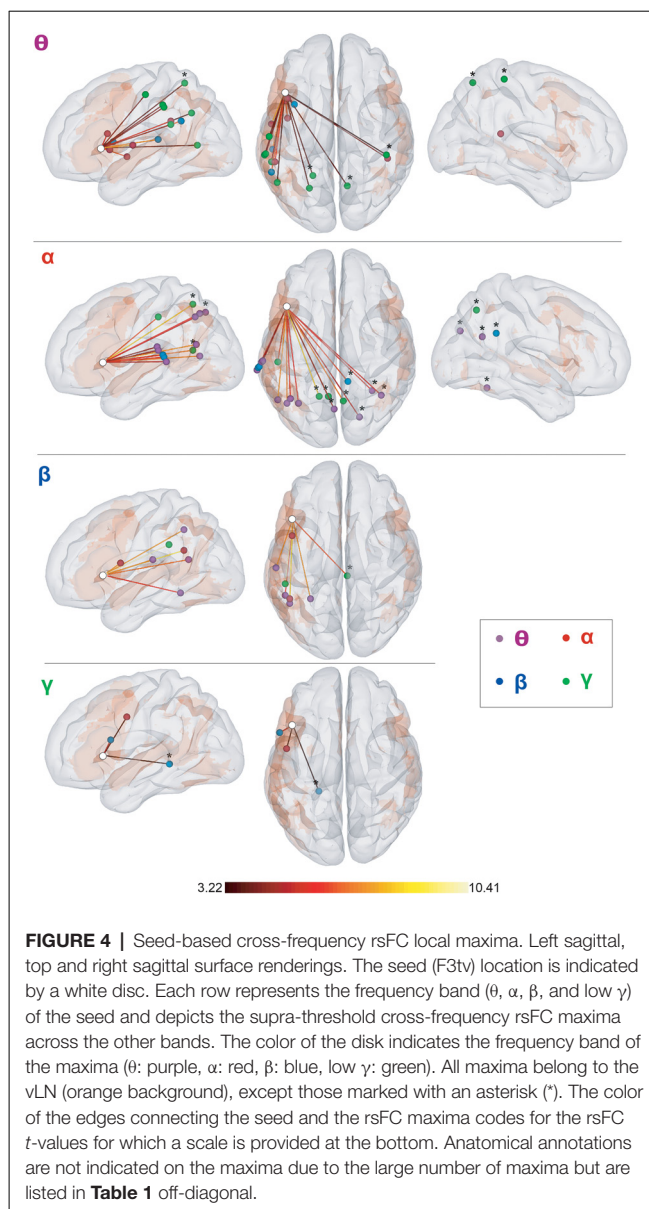 θ
* * *
* * *
*
α
* * * *
* * * * * * * *
* * * * *
β
*
γ
* *
θ α
β γ
3.22 10.41
FIGURE 4 | Seed-based cross-frequency rsFC local maxima. Left sagittal,
top and right sagittal surface renderings. The seed (F3tv) location is indicated
by a white disc. Each row represents the frequency band (θ, α, β, and low γ)
of the seed and depicts the supra-threshold cross-frequency rsFC maxima
across the other bands. The color of the disk indicates the frequency band of
the maxima (θ: purple, α: red, β: blue, low γ: green). All maxima belong to the
vLN (orange background), except those marked with an asterisk (*). The color
of the edges connecting the seed and the rsFC maxima codes for the rsFC
t-values for which a scale is provided at the bottom. Anatomical annotations
are not indicated on the maxima due to the large number of maxima but are
listed in Table 1 off-diagonal.